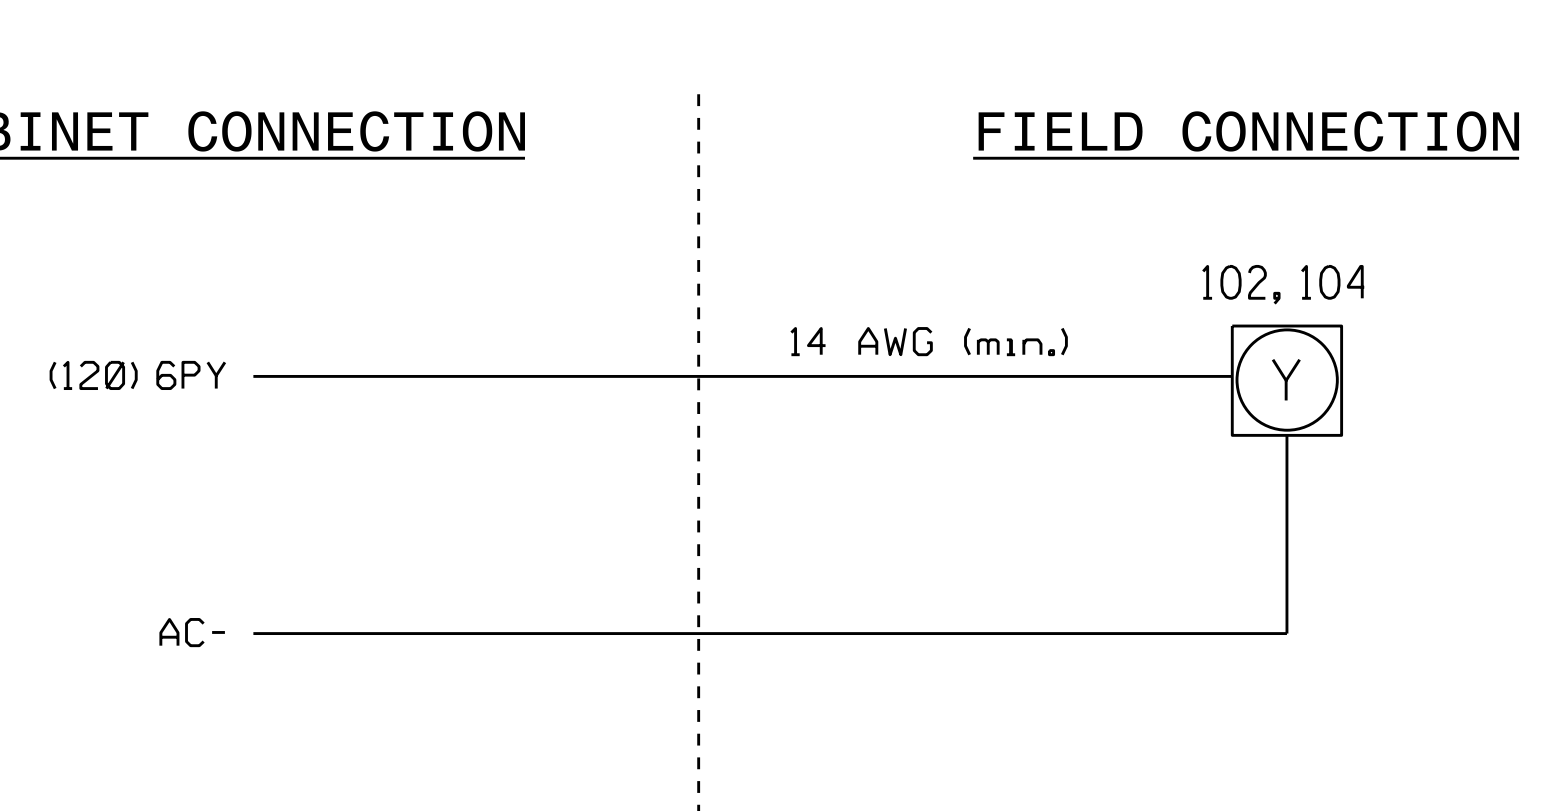 BINET CONNECTION
FIELD CONNECTION
102, 104
14 AWG (min.)
(120) 6PY
Y
AC-